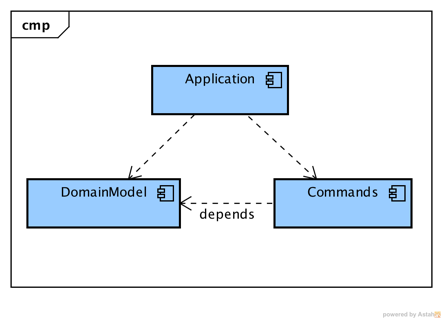 cmp
Application
DomainModel
Commands
depends
powered by Astah